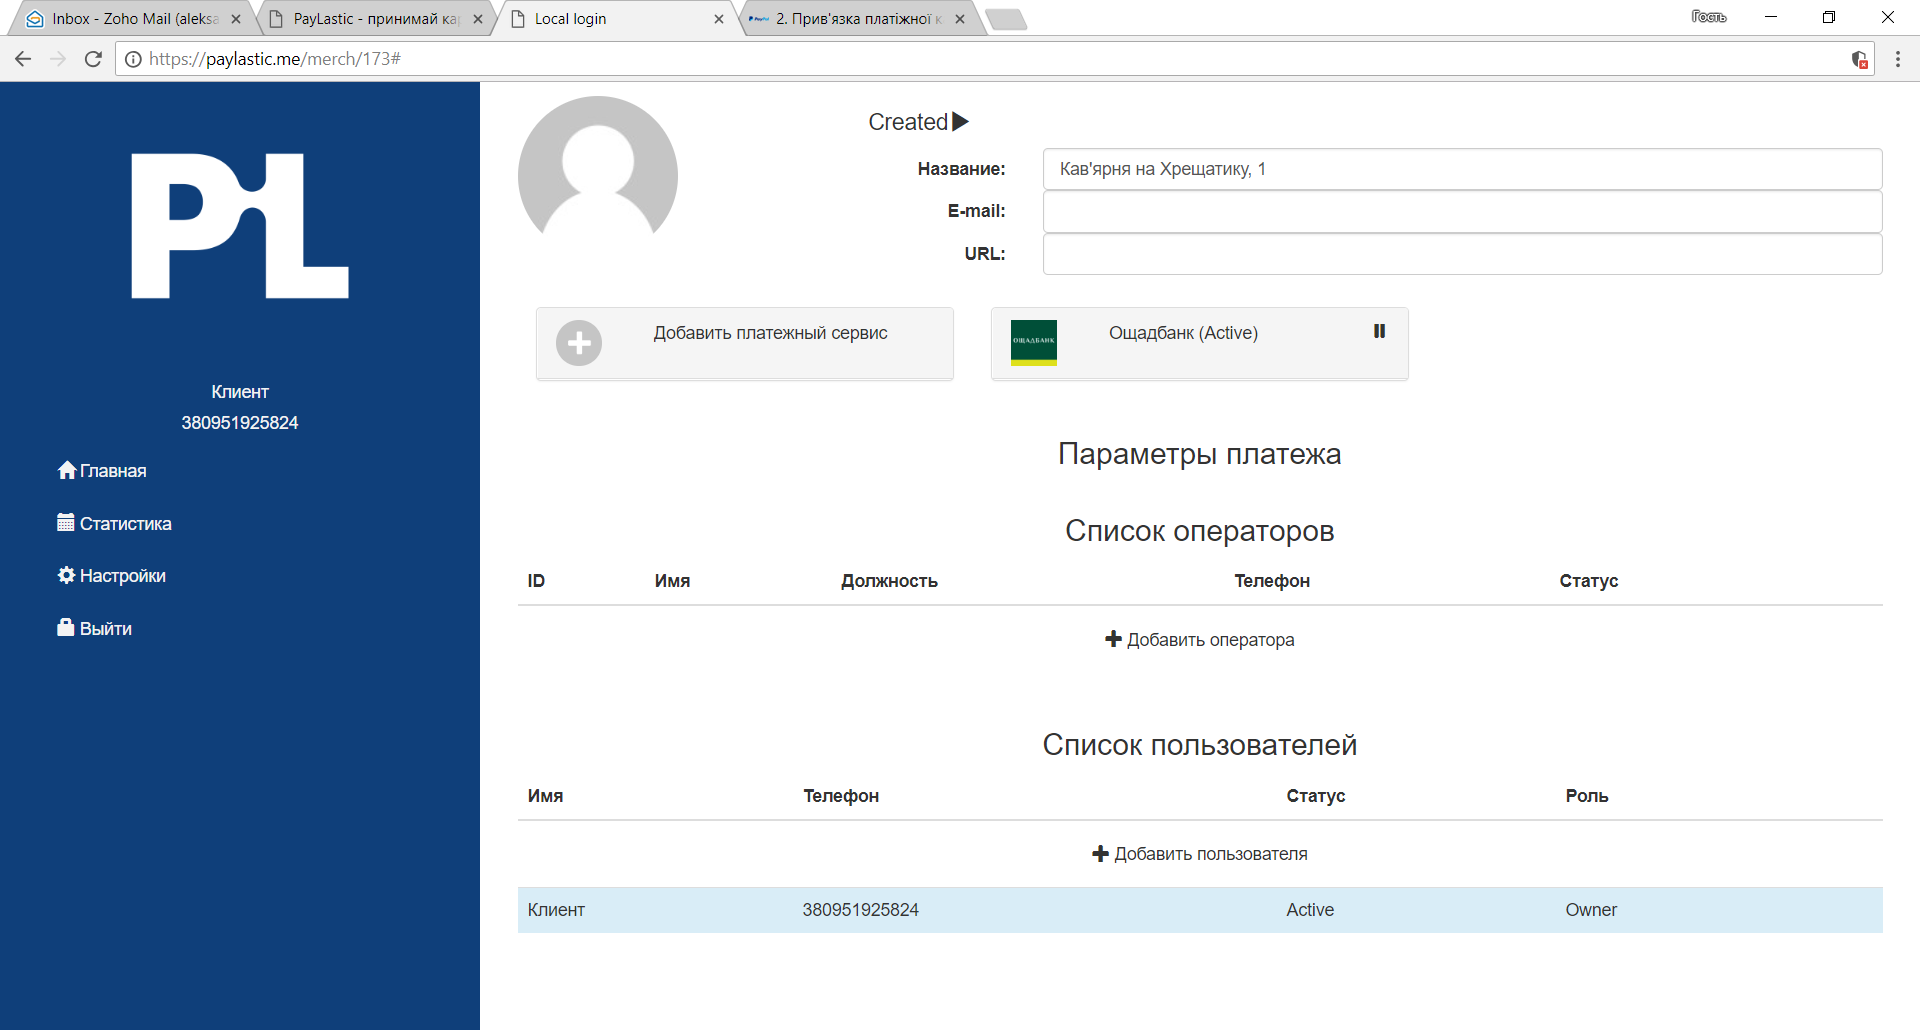 Inbox - Zoho Mail (aleksa
PayLastic - принимай ка
Local login
PayPal 2. Прив'язка платіжної к
Гость
https://paylastic.me/merch/173#
PL
Клиент
380951925824
Главная
Статистика
Настройки
Выйти
Created
Название: Кав'ярня на Хрещатику, 1
E-mail:
URL:
Добавить платежный сервис
ОЩАДБАНК Ощадбанк (Active)
Параметры платежа
Список операторов
ID Имя Должность Телефон Статус
Добавить оператора
Список пользователей
Имя Телефон Статус Роль
Добавить пользователя
Клиент 380951925824 Active Owner